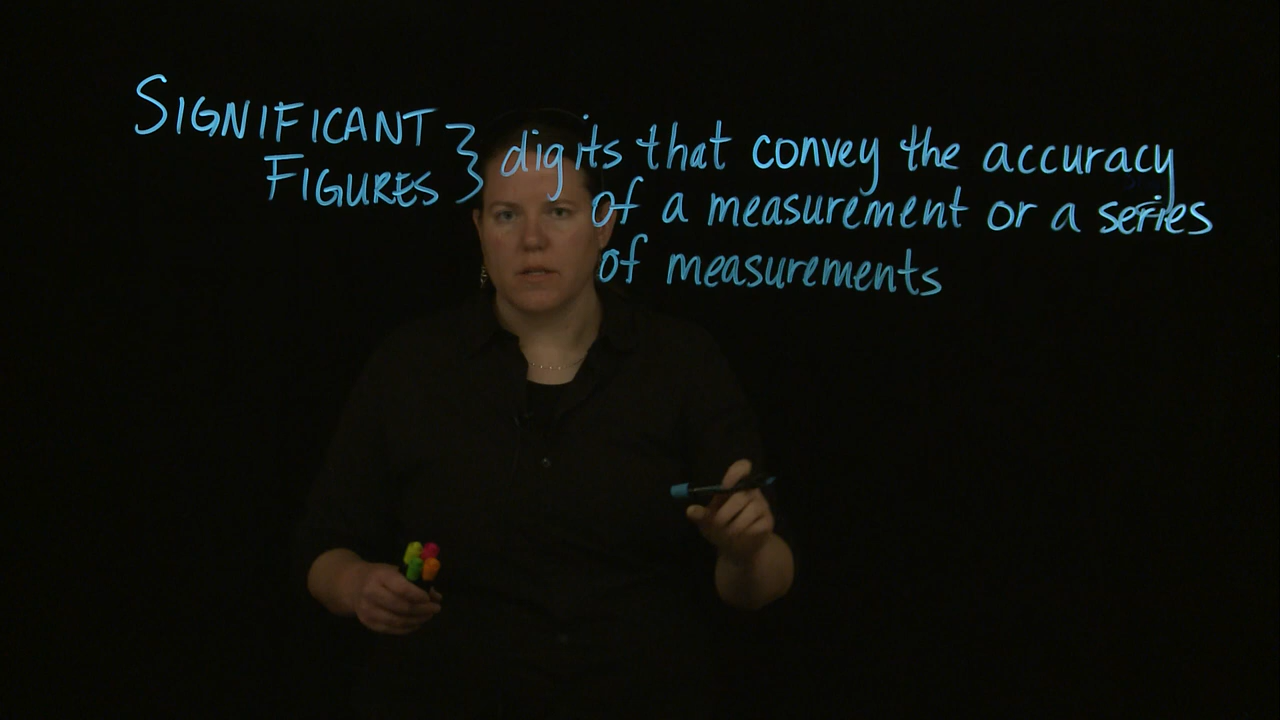 SIGNIFICANT
FIGURES } digits that convey the accuracy
of a measurement or a series
of measurements